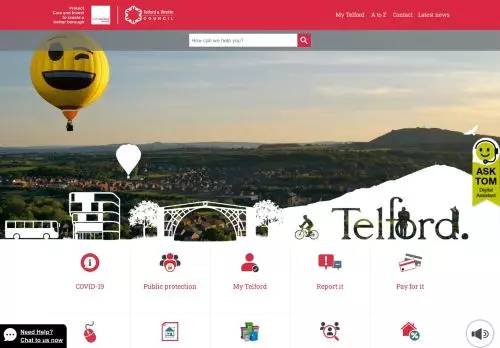 Protect
Care and Invest
to create a
better borough
Telford & Wrekin
COUNCIL
My Telford
A to Z
Contact
Latest news
How can we help you?
ASK
TOM
Digital
Assistant
Telford.
COVID-19
Public protection
My Telford
Report it
Pay for it
Need Help?
Chat to us now